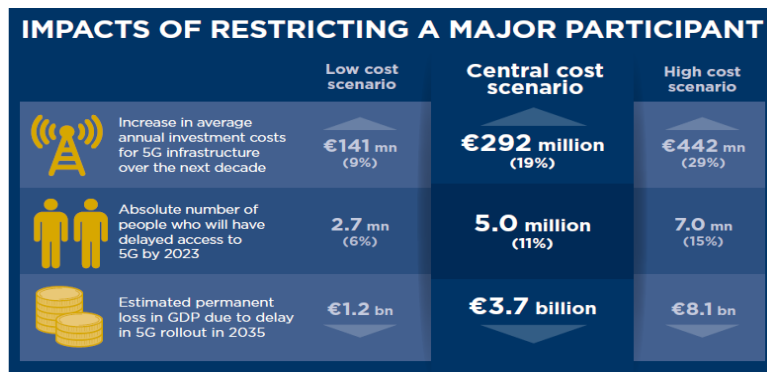 IMPACTS OF RESTRICTING A MAJOR PARTICIPANT
Low cost
scenario
Central cost
scenario
High cost
scenario
Increase in average
annual investment costs
for 5G infrastructure
over the next decade
€141 mn
(9%)
€292 million
(19%)
€442 mn
(29%)
Absolute number of
people who will have
delayed access to
5G by 2023
2.7 mn
(6%)
5.0 million
(11%)
7.0 mn
(15%)
Estimated permanent
loss in GDP due to delay
in 5G rollout in 2035
€1.2 bn
€3.7 billion
€8.1 bn